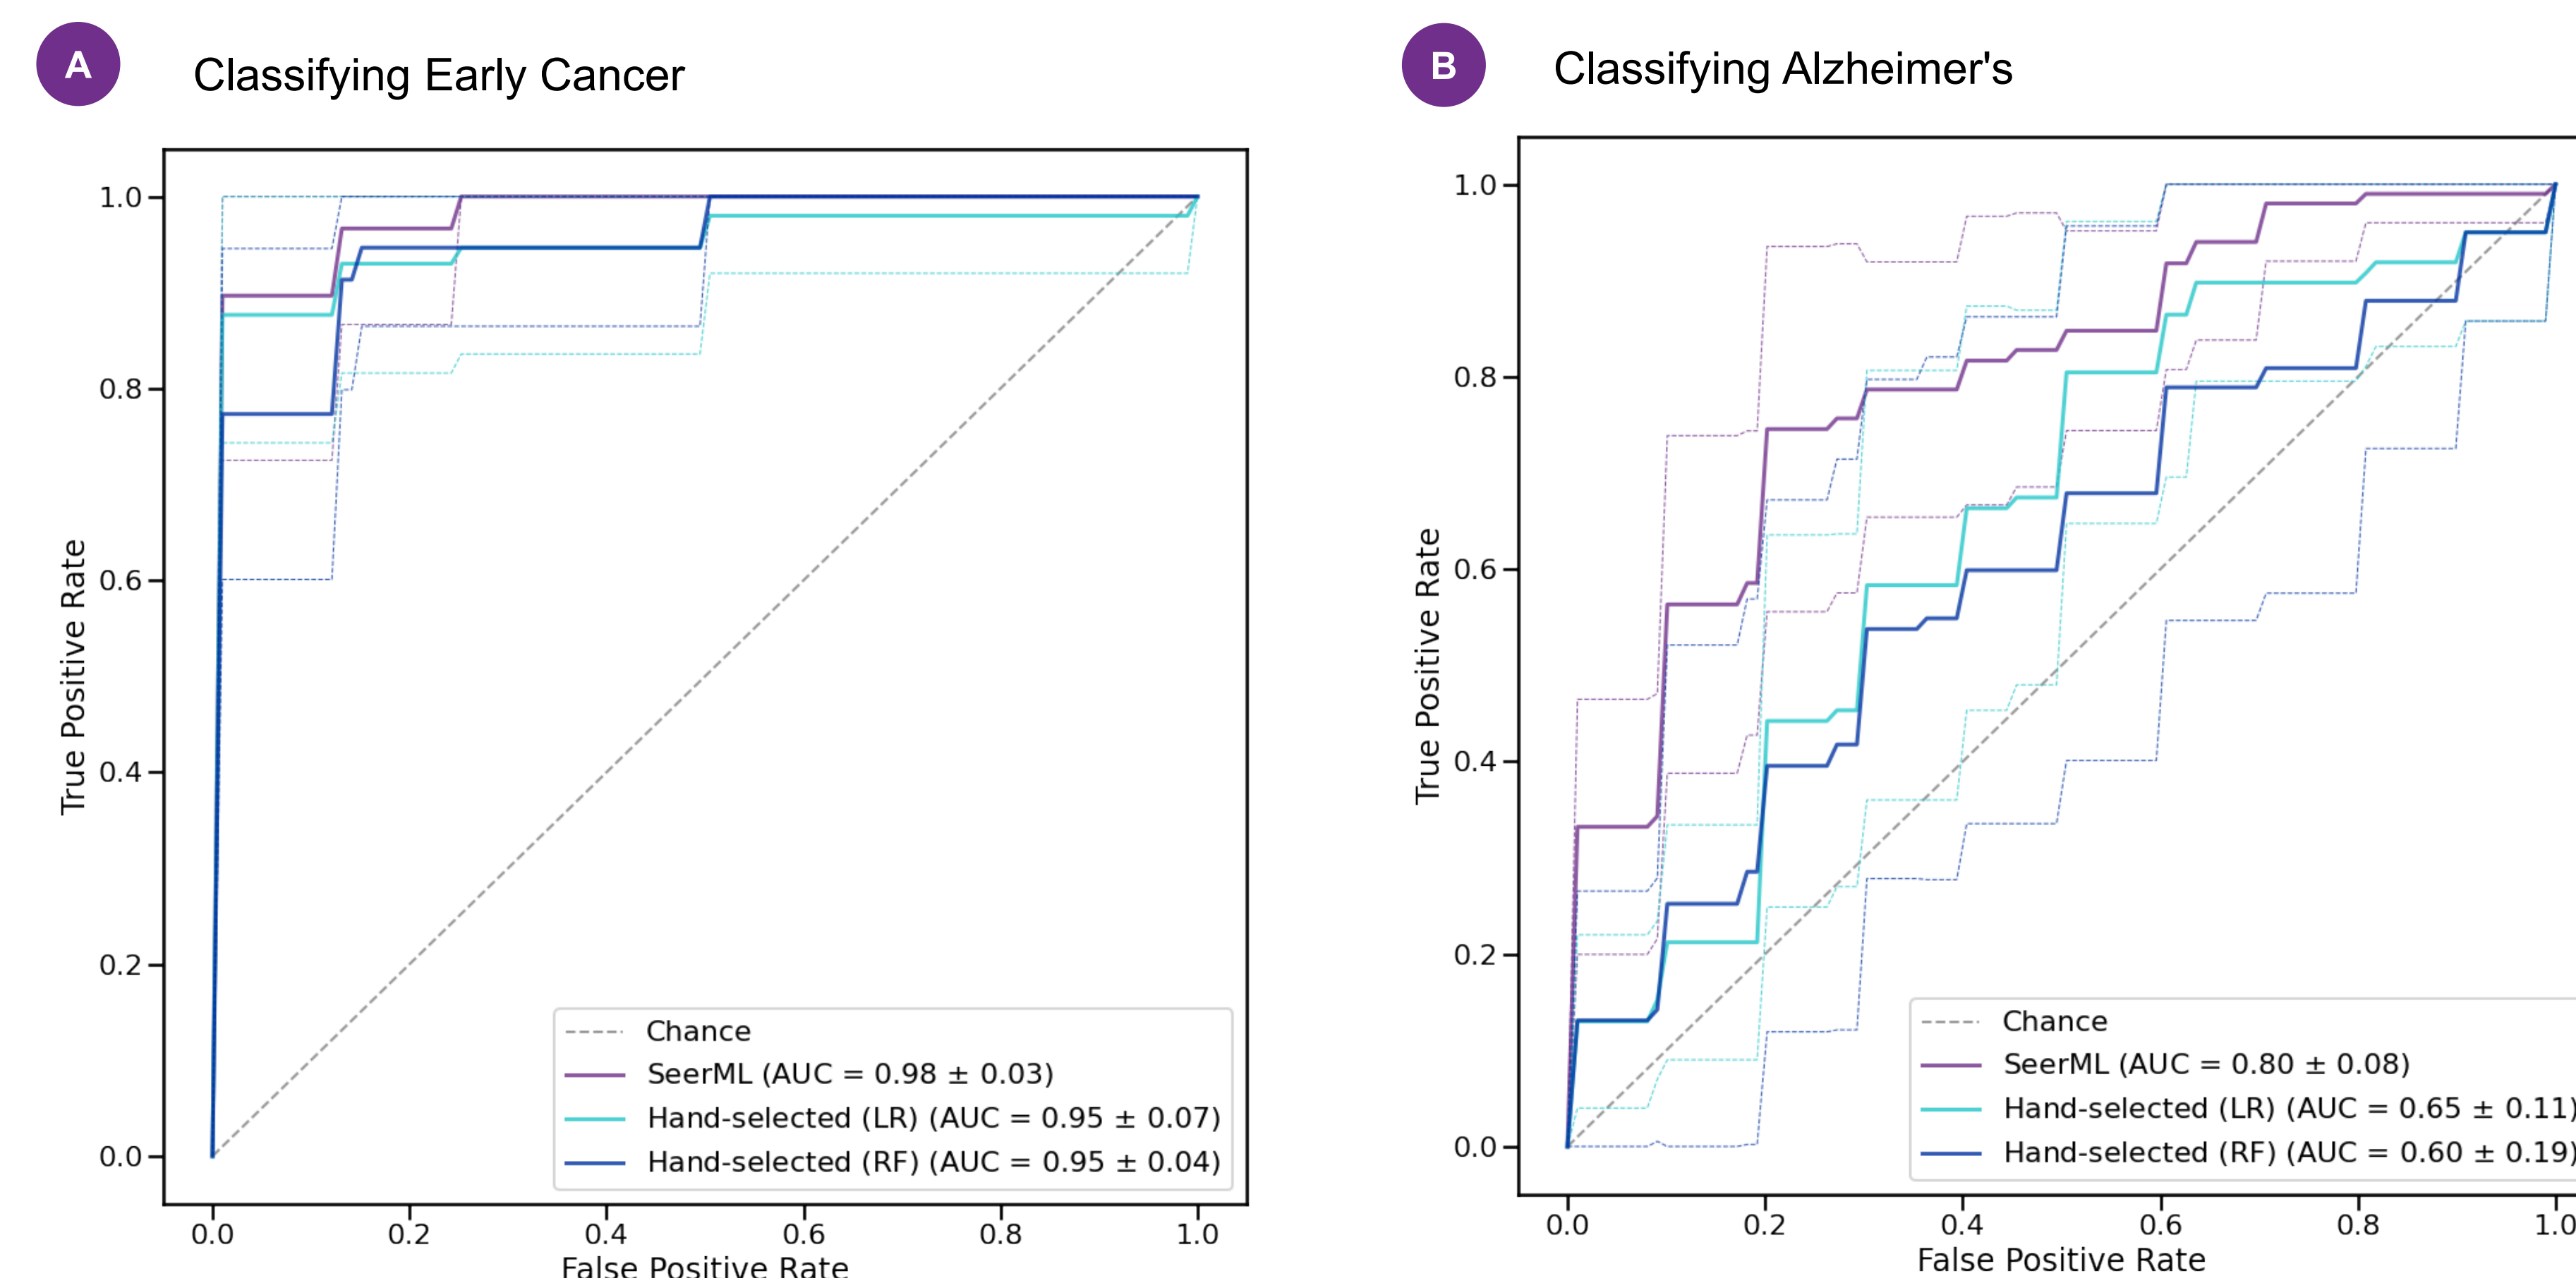 A
Classifying Early Cancer
True Positive Rate
1.0
0.8
0.6
0.4
0.2
0.0
Chance
SeerML (AUC = 0.98 ± 0.03)
Hand-selected (LR) (AUC = 0.95 ± 0.07)
Hand-selected (RF) (AUC = 0.95 ± 0.04)
0.0 0.2 0.4 0.6 0.8 1.0
False Positive Rate
B
Classifying Alzheimer's
True Positive Rate
1.0
0.8
0.6
0.4
0.2
0.0
Chance
SeerML (AUC = 0.80 ± 0.08)
Hand-selected (LR) (AUC = 0.65 ± 0.11)
Hand-selected (RF) (AUC = 0.60 ± 0.19)
0.0 0.2 0.4 0.6 0.8 1.0
False Positive Rate